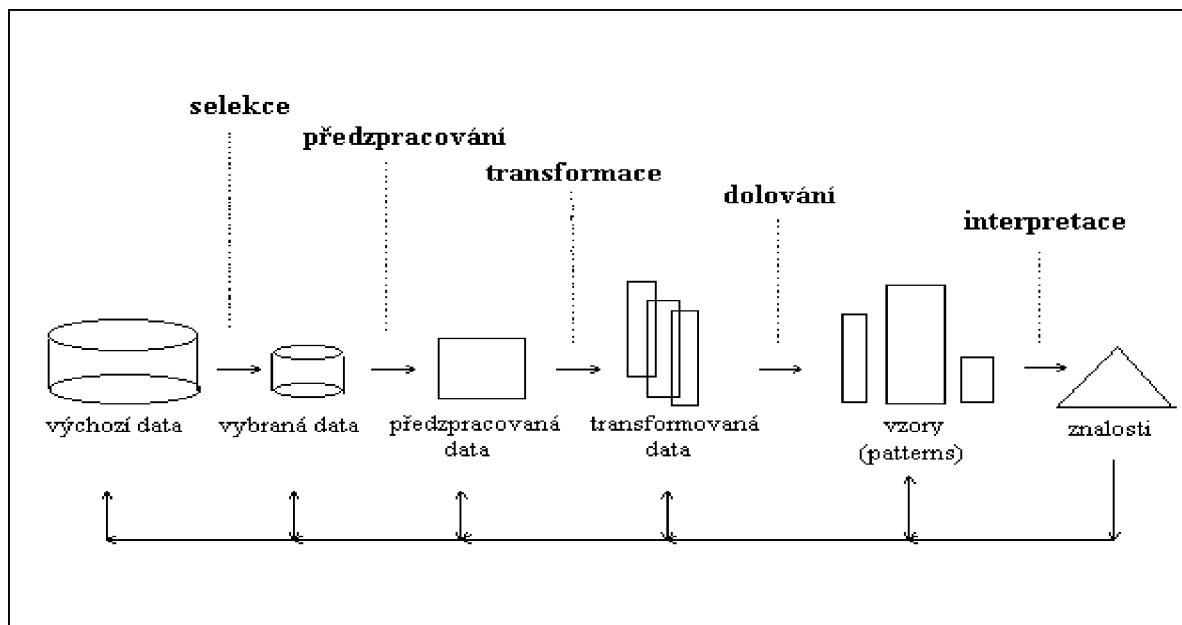 selekce
předzpracování
transformace
dolování
interpretace
výchozí data
vybraná data
předzpracovaná
data
transformovaná
data
vzory
(patterns)
znalosti